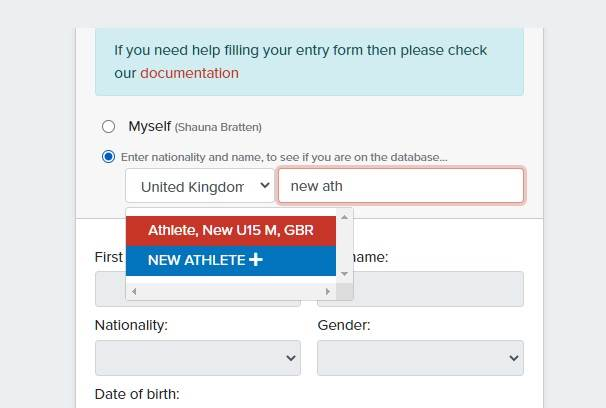 If you need help filling your entry form then please check
our documentation
Myself (Shauna Bratten)
Enter nationality and name, to see if you are on the database...
United Kingdom new ath
Athlete, New U15 M, GBR
NEW ATHLETE +
First ame:
Nationality: Gender:
Date of birth: